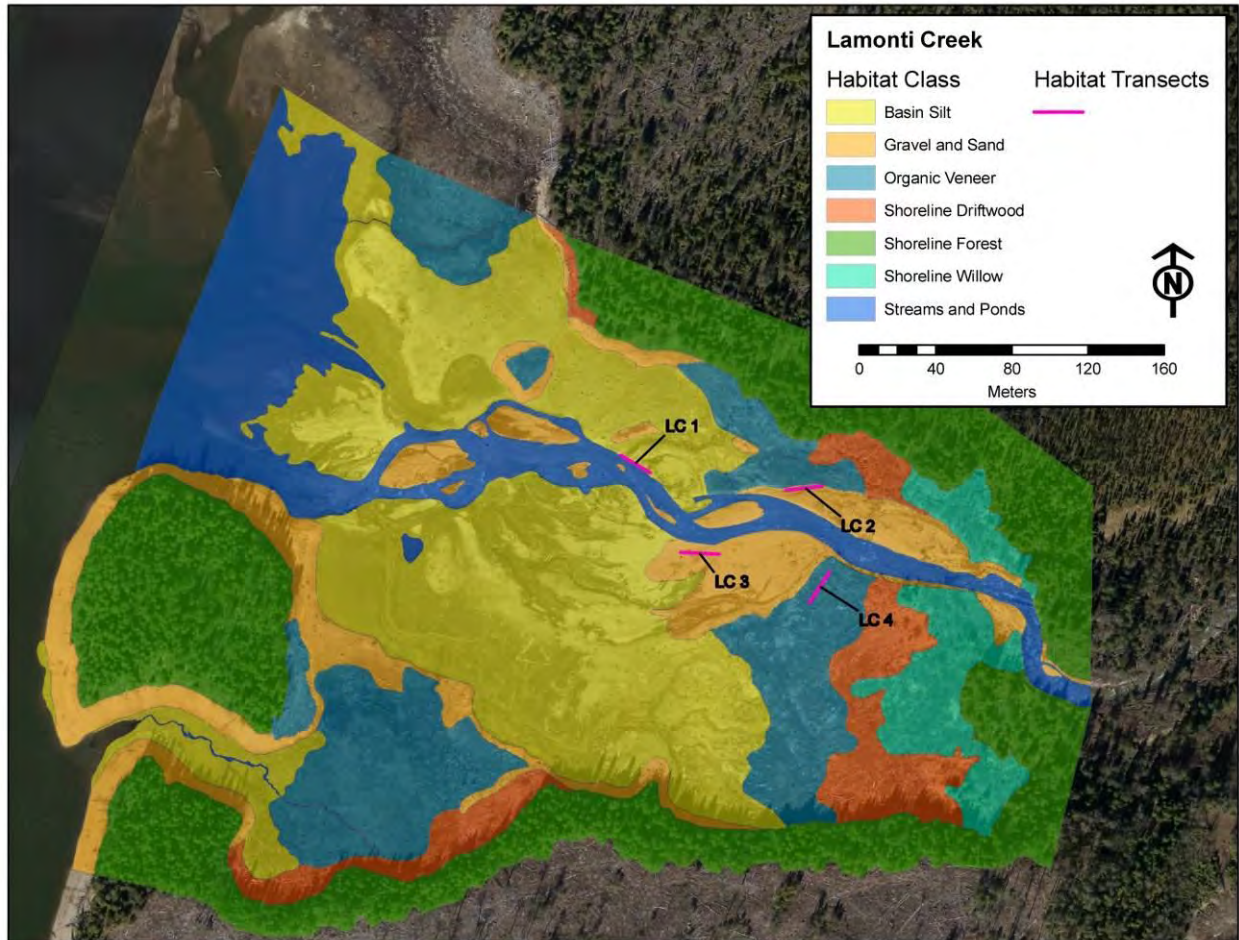 Lamonti Creek
Habitat Class
Habitat Transects
Basin Silt
Gravel and Sand
Organic Veneer
Shoreline Driftwood
Shoreline Forest
Shoreline Willow
Streams and Ponds
N
0 40 80 120 160
Meters
LC 1
LC 2
LC 3
LC 4